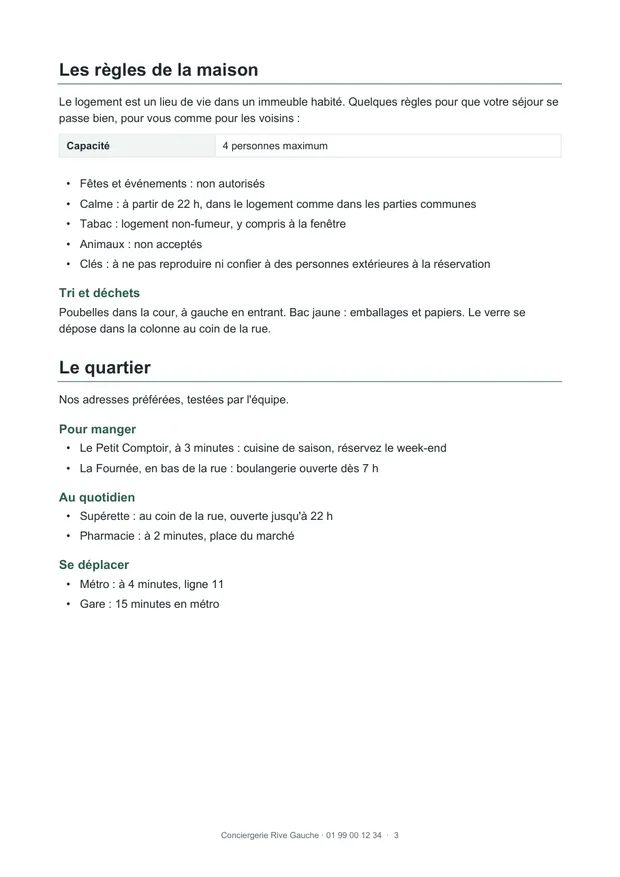 Les règles de la maison
Le logement est un lieu de vie dans un immeuble habité. Quelques règles pour que votre séjour se
passe bien, pour vous comme pour les voisins :
Capacité 4 personnes maximum
• Fêtes et événements : non autorisés
• Calme : à partir de 22 h, dans le logement comme dans les parties communes
• Tabac : logement non-fumeur, y compris à la fenêtre
• Animaux : non acceptés
• Clés : à ne pas reproduire ni confier à des personnes extérieures à la réservation
Tri et déchets
Poubelles dans la cour, à gauche en entrant. Bac jaune : emballages et papiers. Le verre se
dépose dans la colonne au coin de la rue.
Le quartier
Nos adresses préférées, testées par l'équipe.
Pour manger
• Le Petit Comptoir, à 3 minutes : cuisine de saison, réservez le week-end
• La Fournée, en bas de la rue : boulangerie ouverte dès 7 h
Au quotidien
• Supérette : au coin de la rue, ouverte jusqu'à 22 h
• Pharmacie : à 2 minutes, place du marché
Se déplacer
• Métro : à 4 minutes, ligne 11
• Gare : 15 minutes en métro
Conciergerie Rive Gauche · 01 99 00 12 34 · 3